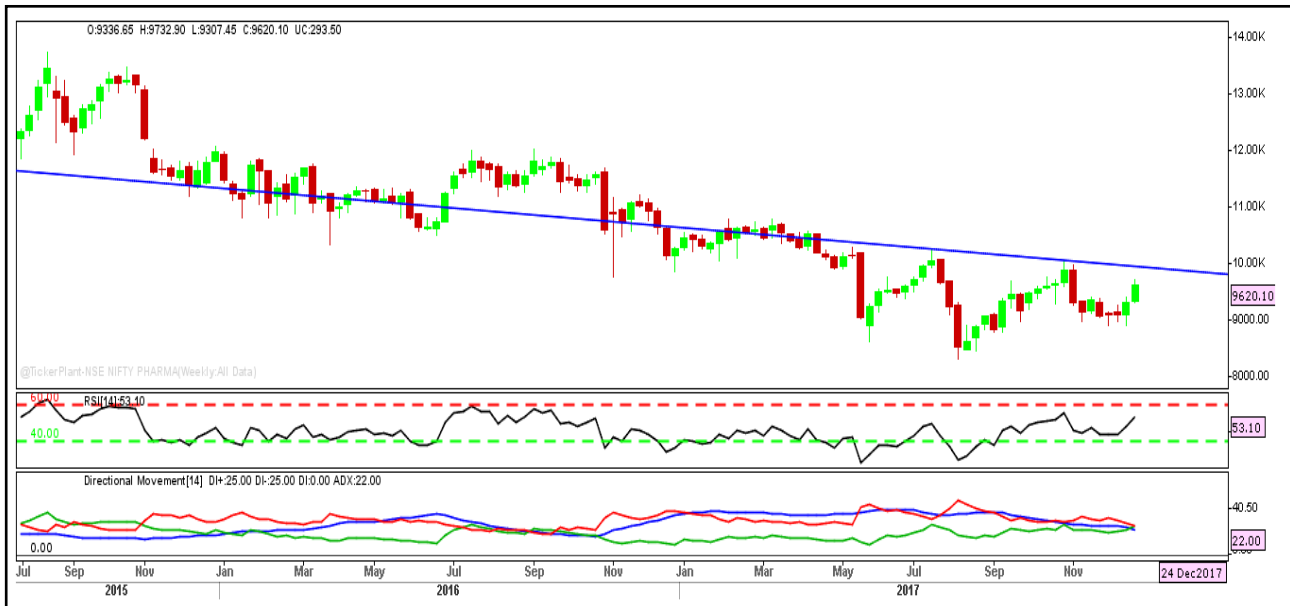 O:9336.65 H:9732.90 L:9307.45 C:9620.10 UC:293.50
14.00K
13.00K
12.00K
11.00K
10.00K
9620.10
9000.00
8000.00
@TickerPlant-NSE NIFTY PHARMA(Weekly:All Data)
60.00 RSI[14]:53.10
40.00
53.10
Directional Movement[14] DI+:25.00 DI-:25.00 DI:0.00 ADX:22.00
40.50
22.00
0.00
Jul Sep Nov Jan Mar May Jul Sep Nov Jan Mar May Jul Sep Nov
24 Dec2017
2015 2016 2017